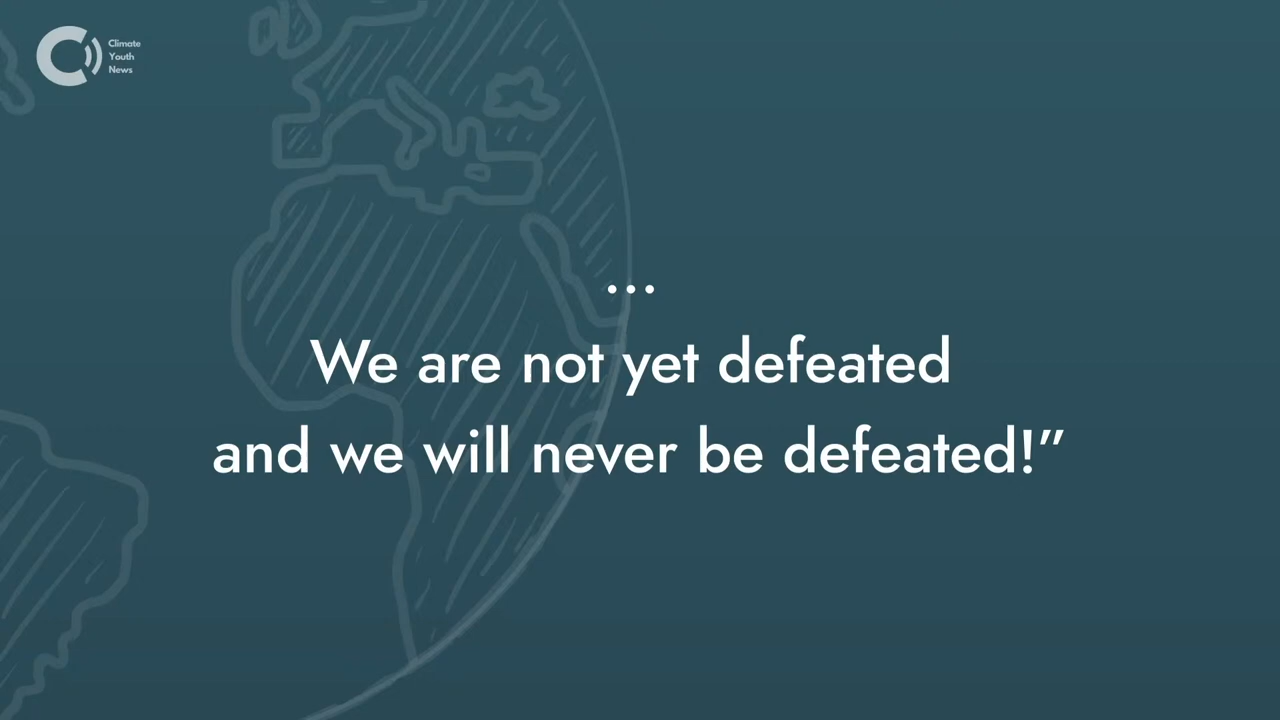 Climate
Youth
News
...
We are not yet defeated
and we will never be defeated!”